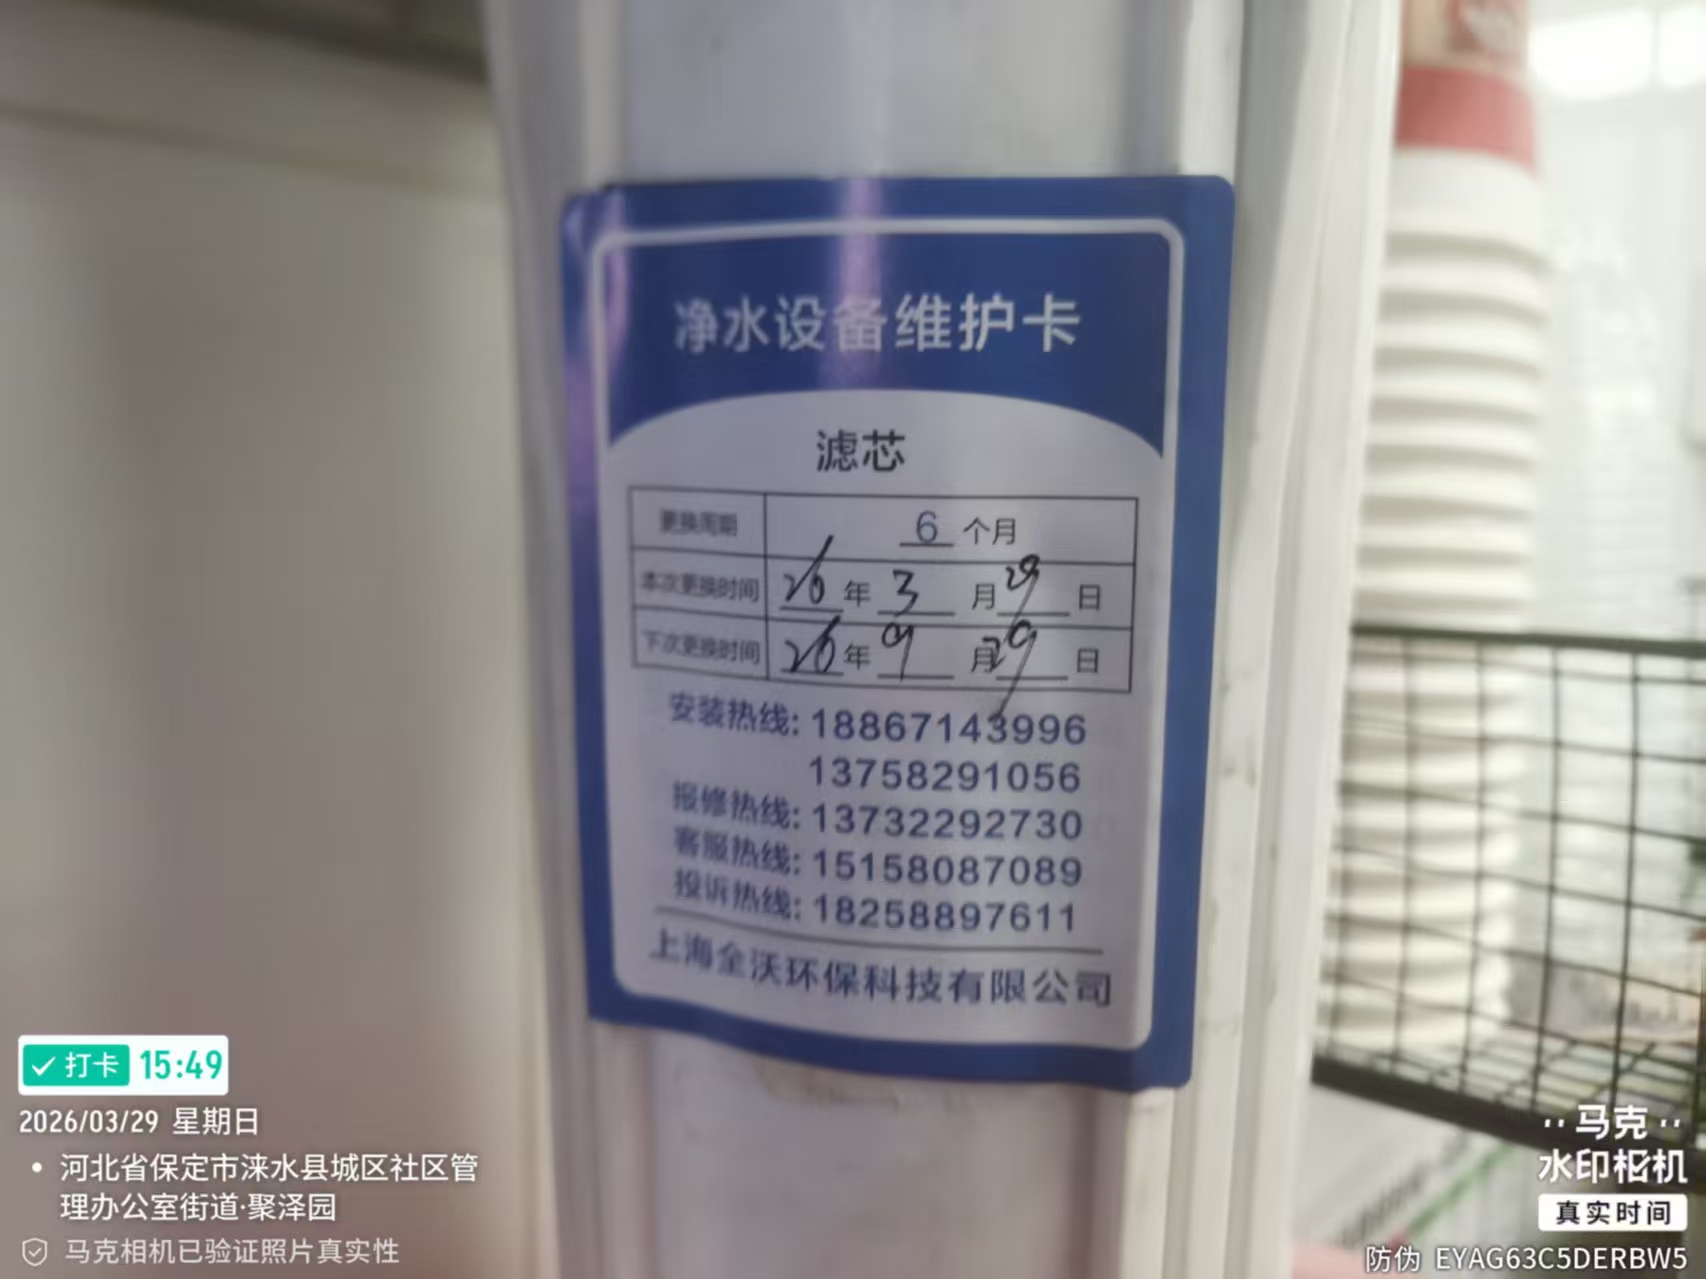 净水设备维护卡
滤芯
更换周期 6 个月
本次更换时间 26 年 3 月 29 日
下次更换时间 26 年 9 月 29 日
安装热线: 18867143996
13758291056
报修热线: 13732292730
客服热线: 15158087089
投诉热线: 18258897611
上海全沃环保科技有限公司
打卡 15:49
2026/03/29 星期日
河北省保定市涞水县城区社区管
理办公室街道·聚泽园
马克相机已验证照片真实性
马克
水印相机
真实时间
防伪 EYAG63C5DERBW5